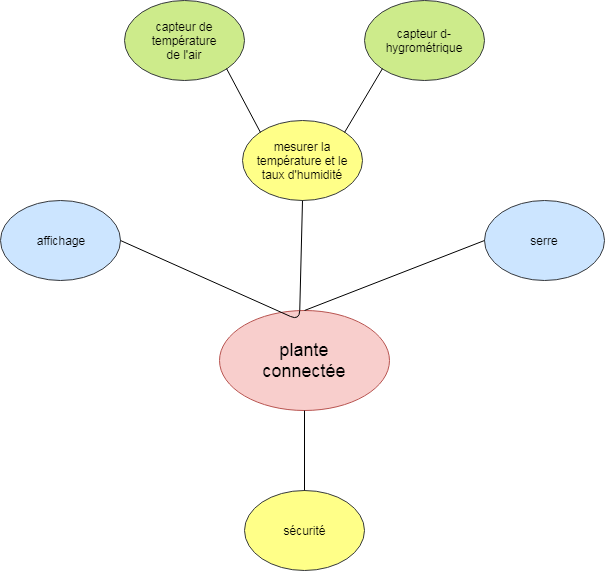 capteur de
température
de l'air
capteur d-
hygrométrique
mesurer la
température et le
taux d'humidité
affichage
serre
plante
connectée
sécurité